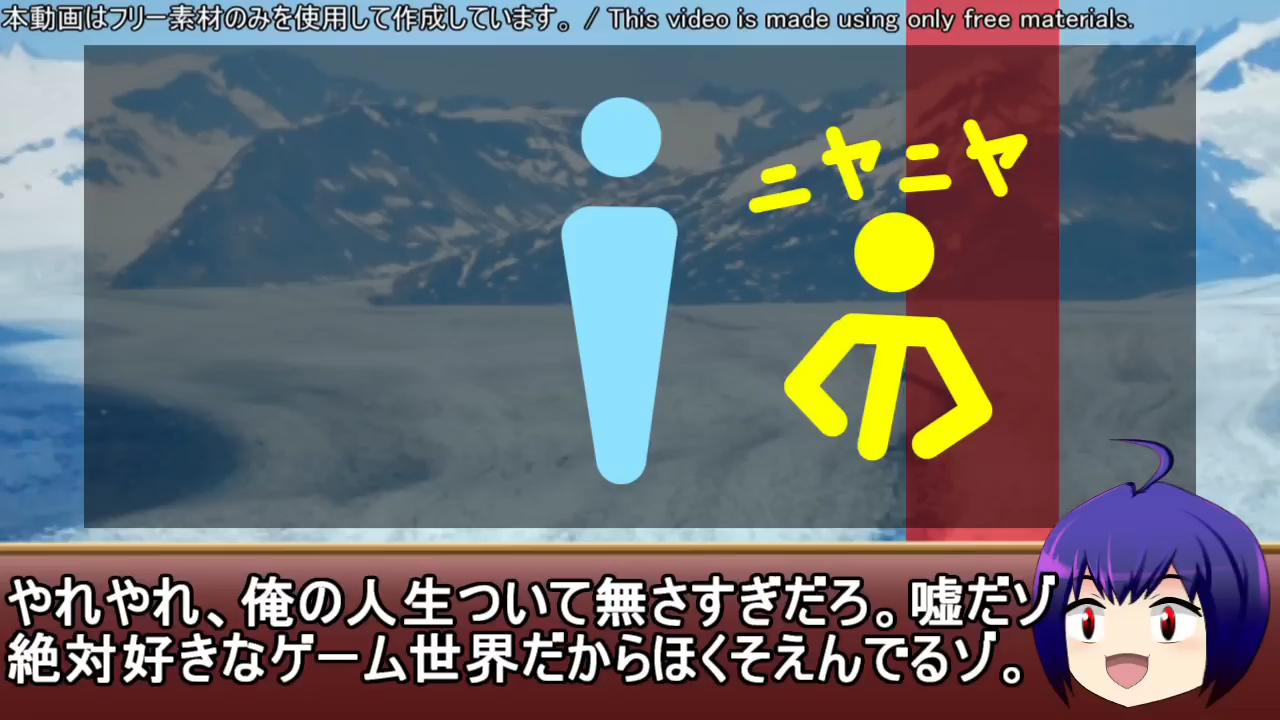 本動画はフリー素材のみを使用して作成しています。 / This video is made using only free materials.
ニヤニヤ
やれやれ、俺の人生ついて無さすぎだろ。嘘だゾ
絶対好きなゲーム世界だからほくそえんでるゾ。